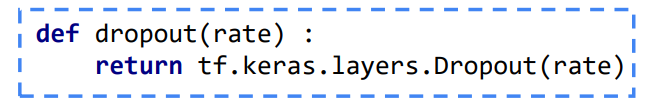 def dropout(rate) :
    return tf.keras.layers.Dropout(rate)